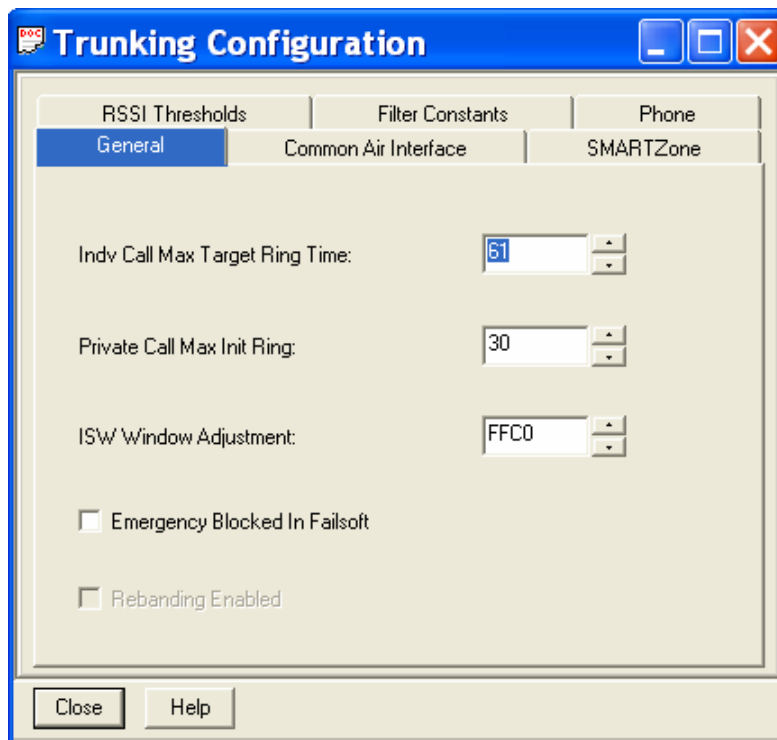 DOC
Trunking Configuration
RSSI Thresholds
Filter Constants
Phone
General
Common Air Interface
SMARTZone
Indv Call Max Target Ring Time:
61
Private Call Max Init Ring:
30
ISW Window Adjustment:
FFC0
Emergency Blocked In Failsoft
Rebanding Enabled
Close
Help